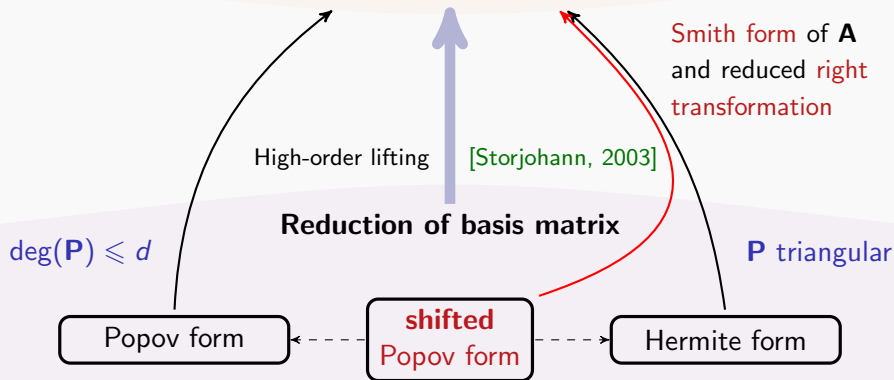 Smith form of A
and reduced right
transformation
High-order lifting
[Storjohann, 2003]
Reduction of basis matrix
deg(P) ⩽ d
P triangular
Popov form
shifted
Popov form
Hermite form